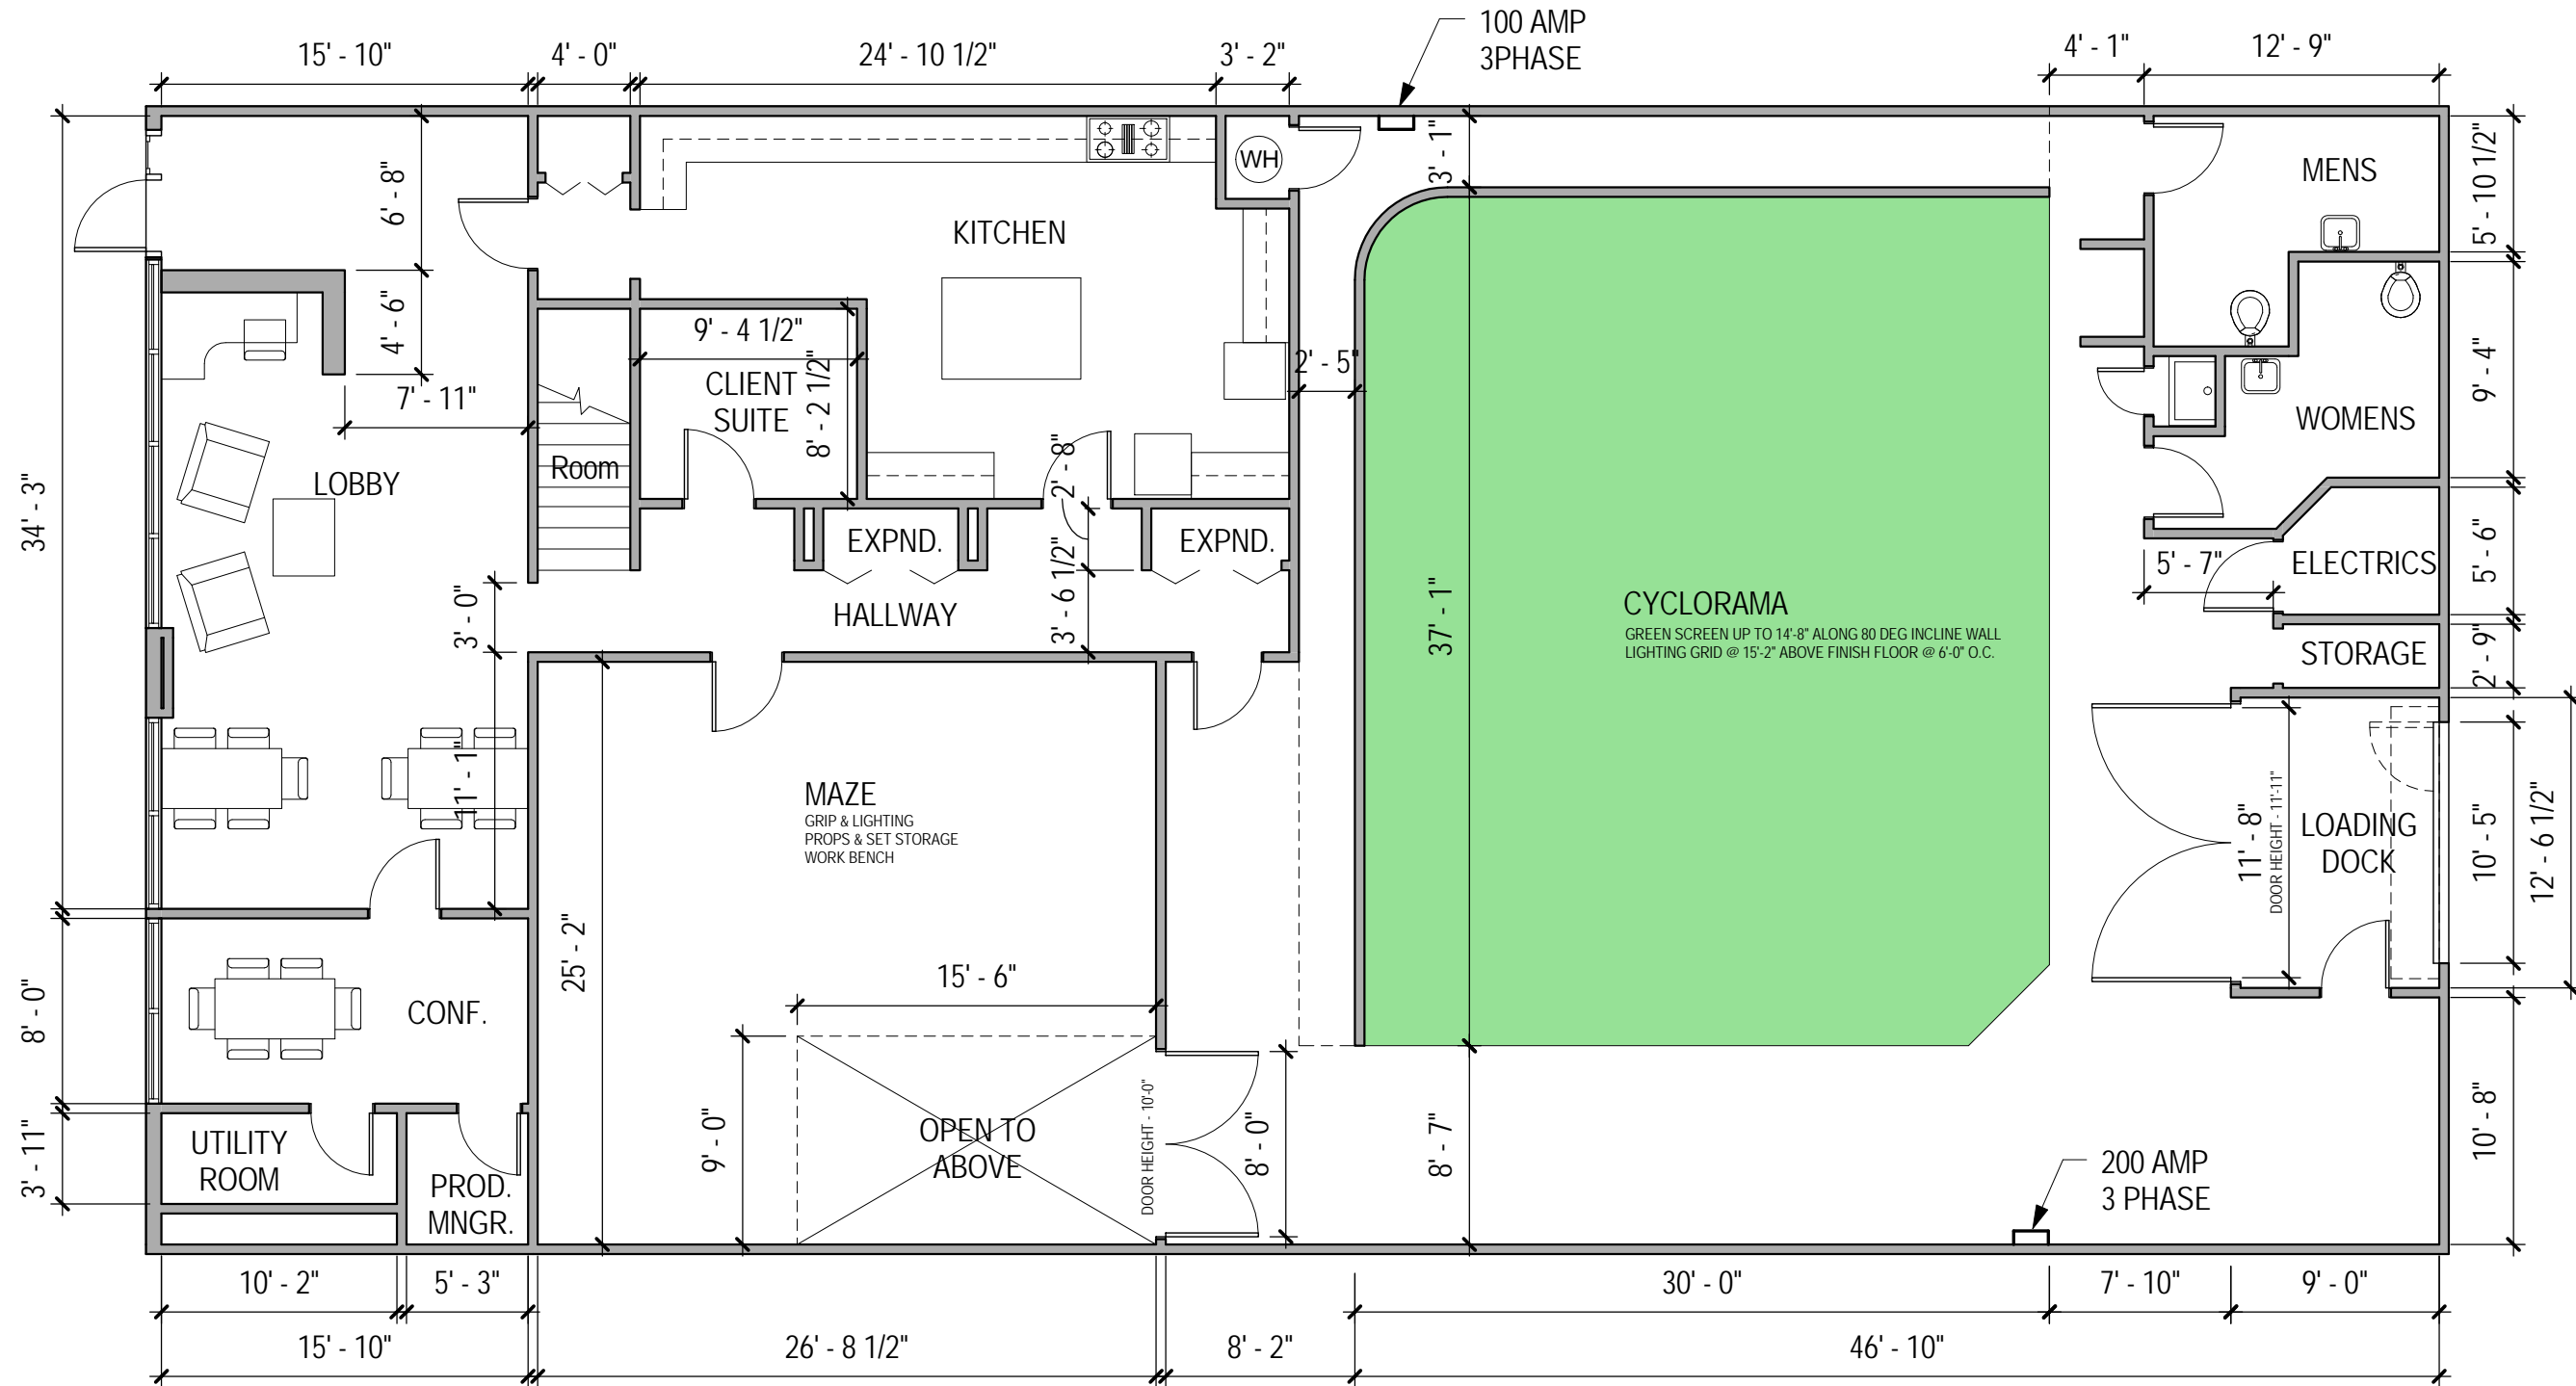 100 AMP
3PHASE
15' - 10"
4' - 0"
24' - 10 1/2"
3' - 2"
4' - 1"
12' - 9"
3' - 1"
6' - 8"
WH
MENS
5' - 10 1/2"
KITCHEN
4' - 6"
9' - 4 1/2"
CLIENT
SUITE
8' - 2 1/2"
2' - 5"
9' - 4"
7' - 11"
WOMENS
34' - 3"
LOBBY
Room
2' - 8"
EXPND.
EXPND.
5' - 7"
ELECTRICS
5' - 6"
3' - 0"
HALLWAY
3' - 6 1/2"
37' - 1"
CYCLORAMA
GREEN SCREEN UP TO 14'-8" ALONG 80 DEG INCLINE WALL
LIGHTING GRID @ 15'-2" ABOVE FINISH FLOOR @ 6'-0" O.C.
STORAGE
2' - 9"
11' - 1"
MAZE
GRIP & LIGHTING
PROPS & SET STORAGE
WORK BENCH
11' - 8"
DOOR HEIGHT - 11'-11"
LOADING
DOCK
10' - 5"
12' - 6 1/2"
25' - 2"
15' - 6"
8' - 0"
CONF.
9' - 0"
OPEN TO
ABOVE
DOOR HEIGHT - 10'-0"
8' - 0"
8' - 7"
10' - 8"
3' - 11"
UTILITY
ROOM
PROD.
MNGR.
200 AMP
3 PHASE
10' - 2"
5' - 3"
30' - 0"
7' - 10"
9' - 0"
15' - 10"
26' - 8 1/2"
8' - 2"
46' - 10"